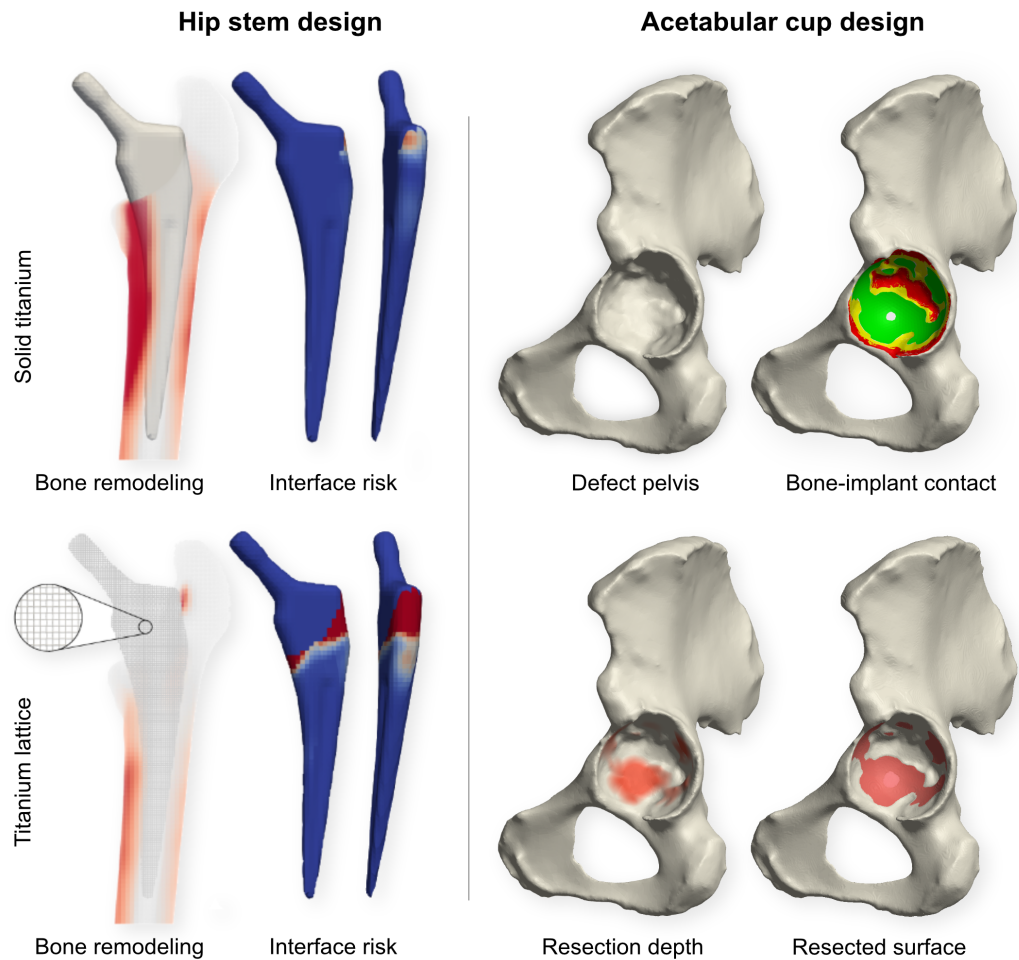 Hip stem design
Acetabular cup design
Solid titanium
Bone remodeling
Interface risk
Defect pelvis
Bone-implant contact
Titanium lattice
Bone remodeling
Interface risk
Resection depth
Resected surface